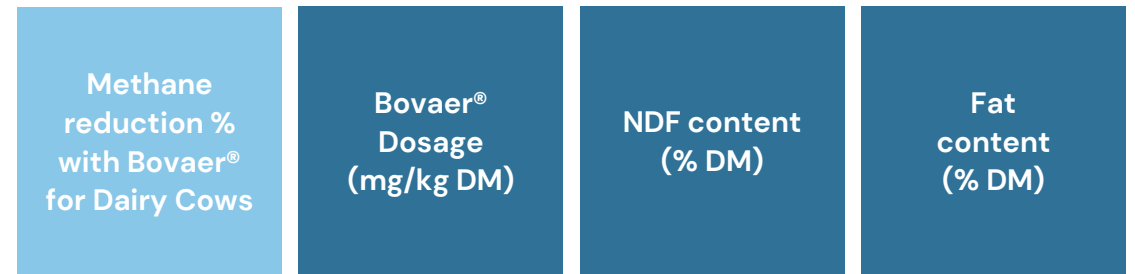 Methane
reduction %
with Bovaer®
for Dairy Cows
Bovaer®
Dosage
(mg/kg DM)
NDF content
(% DM)
Fat
content
(% DM)